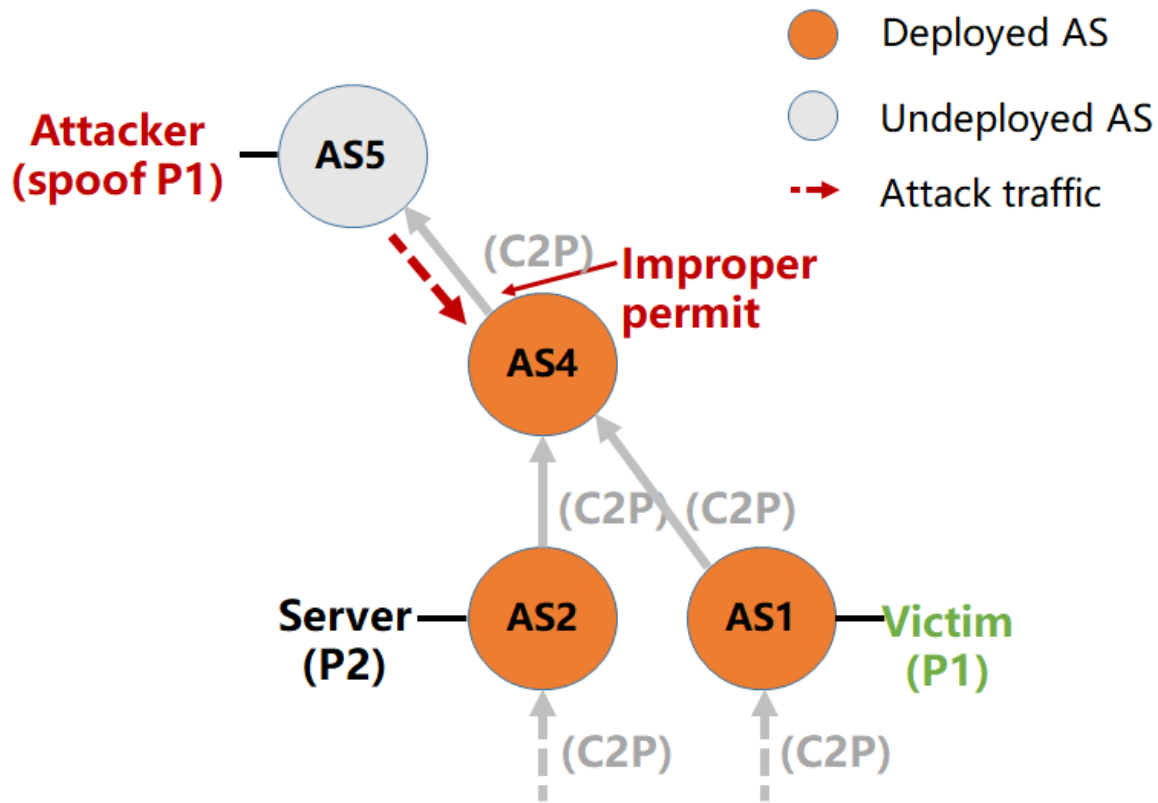 Deployed AS
Undeployed AS
Attack traffic
Attacker
(spoof P1)
AS5
(C2P)
Improper
permit
AS4
(C2P)
(C2P)
Server
(P2)
AS2
AS1
Victim
(P1)
(C2P)
(C2P)